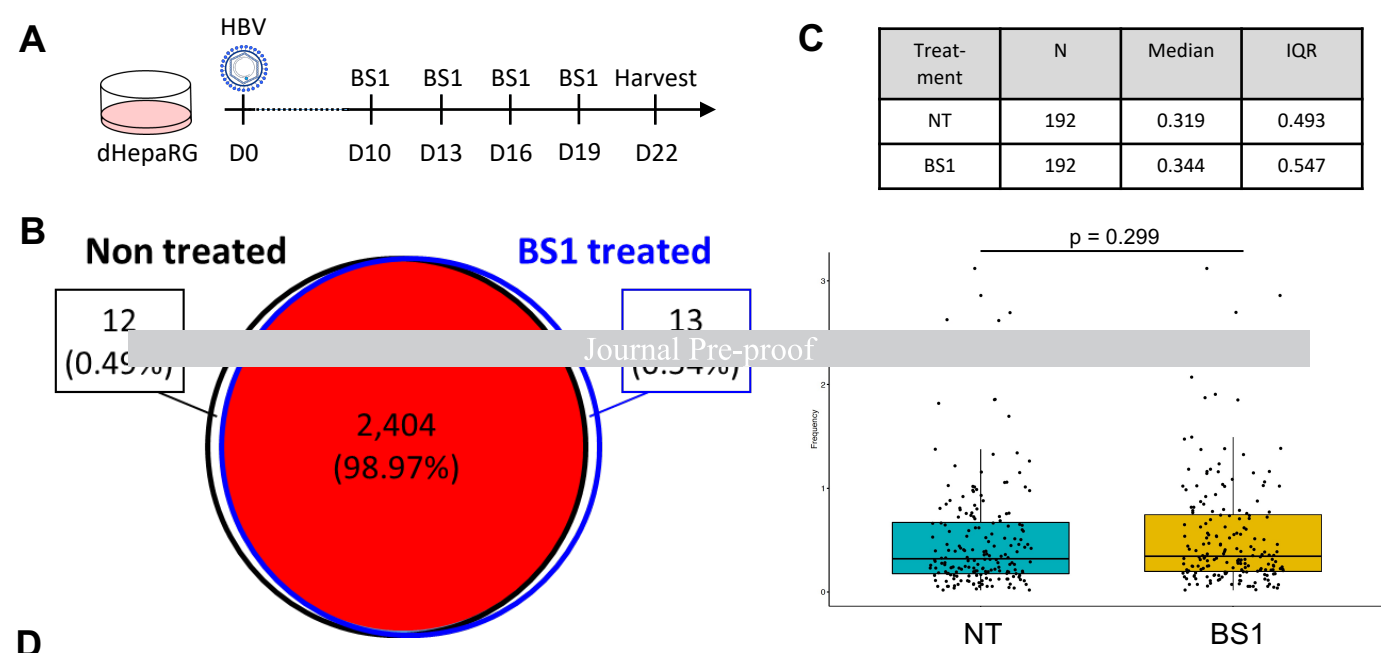 A
HBV
BS1 BS1 BS1 BS1 Harvest
dHepaRG D0 D10 D13 D16 D19 D22
B
Non treated BS1 treated
12
(0.49%)
13
2,404
(98.97%)
Journal Pre-proof
C
Treat-
ment N Median IQR
NT 192 0.319 0.493
BS1 192 0.344 0.547
p = 0.299
3
2
1
0
Frequency
NT BS1
D